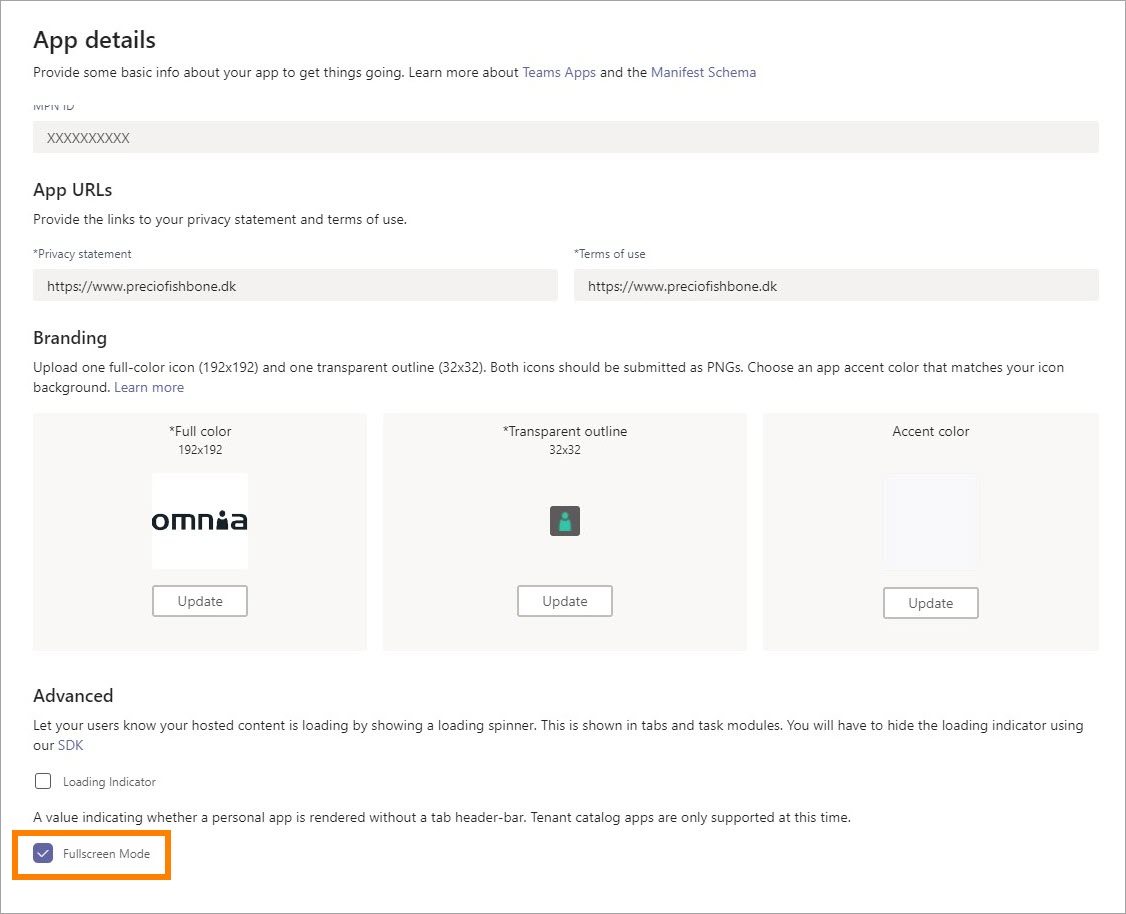 App details
Provide some basic info about your app to get things going. Learn more about Teams Apps and the Manifest Schema
MPN ID
XXXXXXXXXX
App URLs
Provide the links to your privacy statement and terms of use.
*Privacy statement
*Terms of use
https://www.preciofishbone.dk
https://www.preciofishbone.dk
Branding
Upload one full-color icon (192x192) and one transparent outline (32x32). Both icons should be submitted as PNGs. Choose an app accent color that matches your icon
background. Learn more
*Full color
192x192
*Transparent outline
32x32
Accent color
omnia
Update
Update
Update
Advanced
Let your users know your hosted content is loading by showing a loading spinner. This is shown in tabs and task modules. You will have to hide the loading indicator using
our SDK
Loading Indicator
A value indicating whether a personal app is rendered without a tab header-bar. Tenant catalog apps are only supported at this time.
Fullscreen Mode